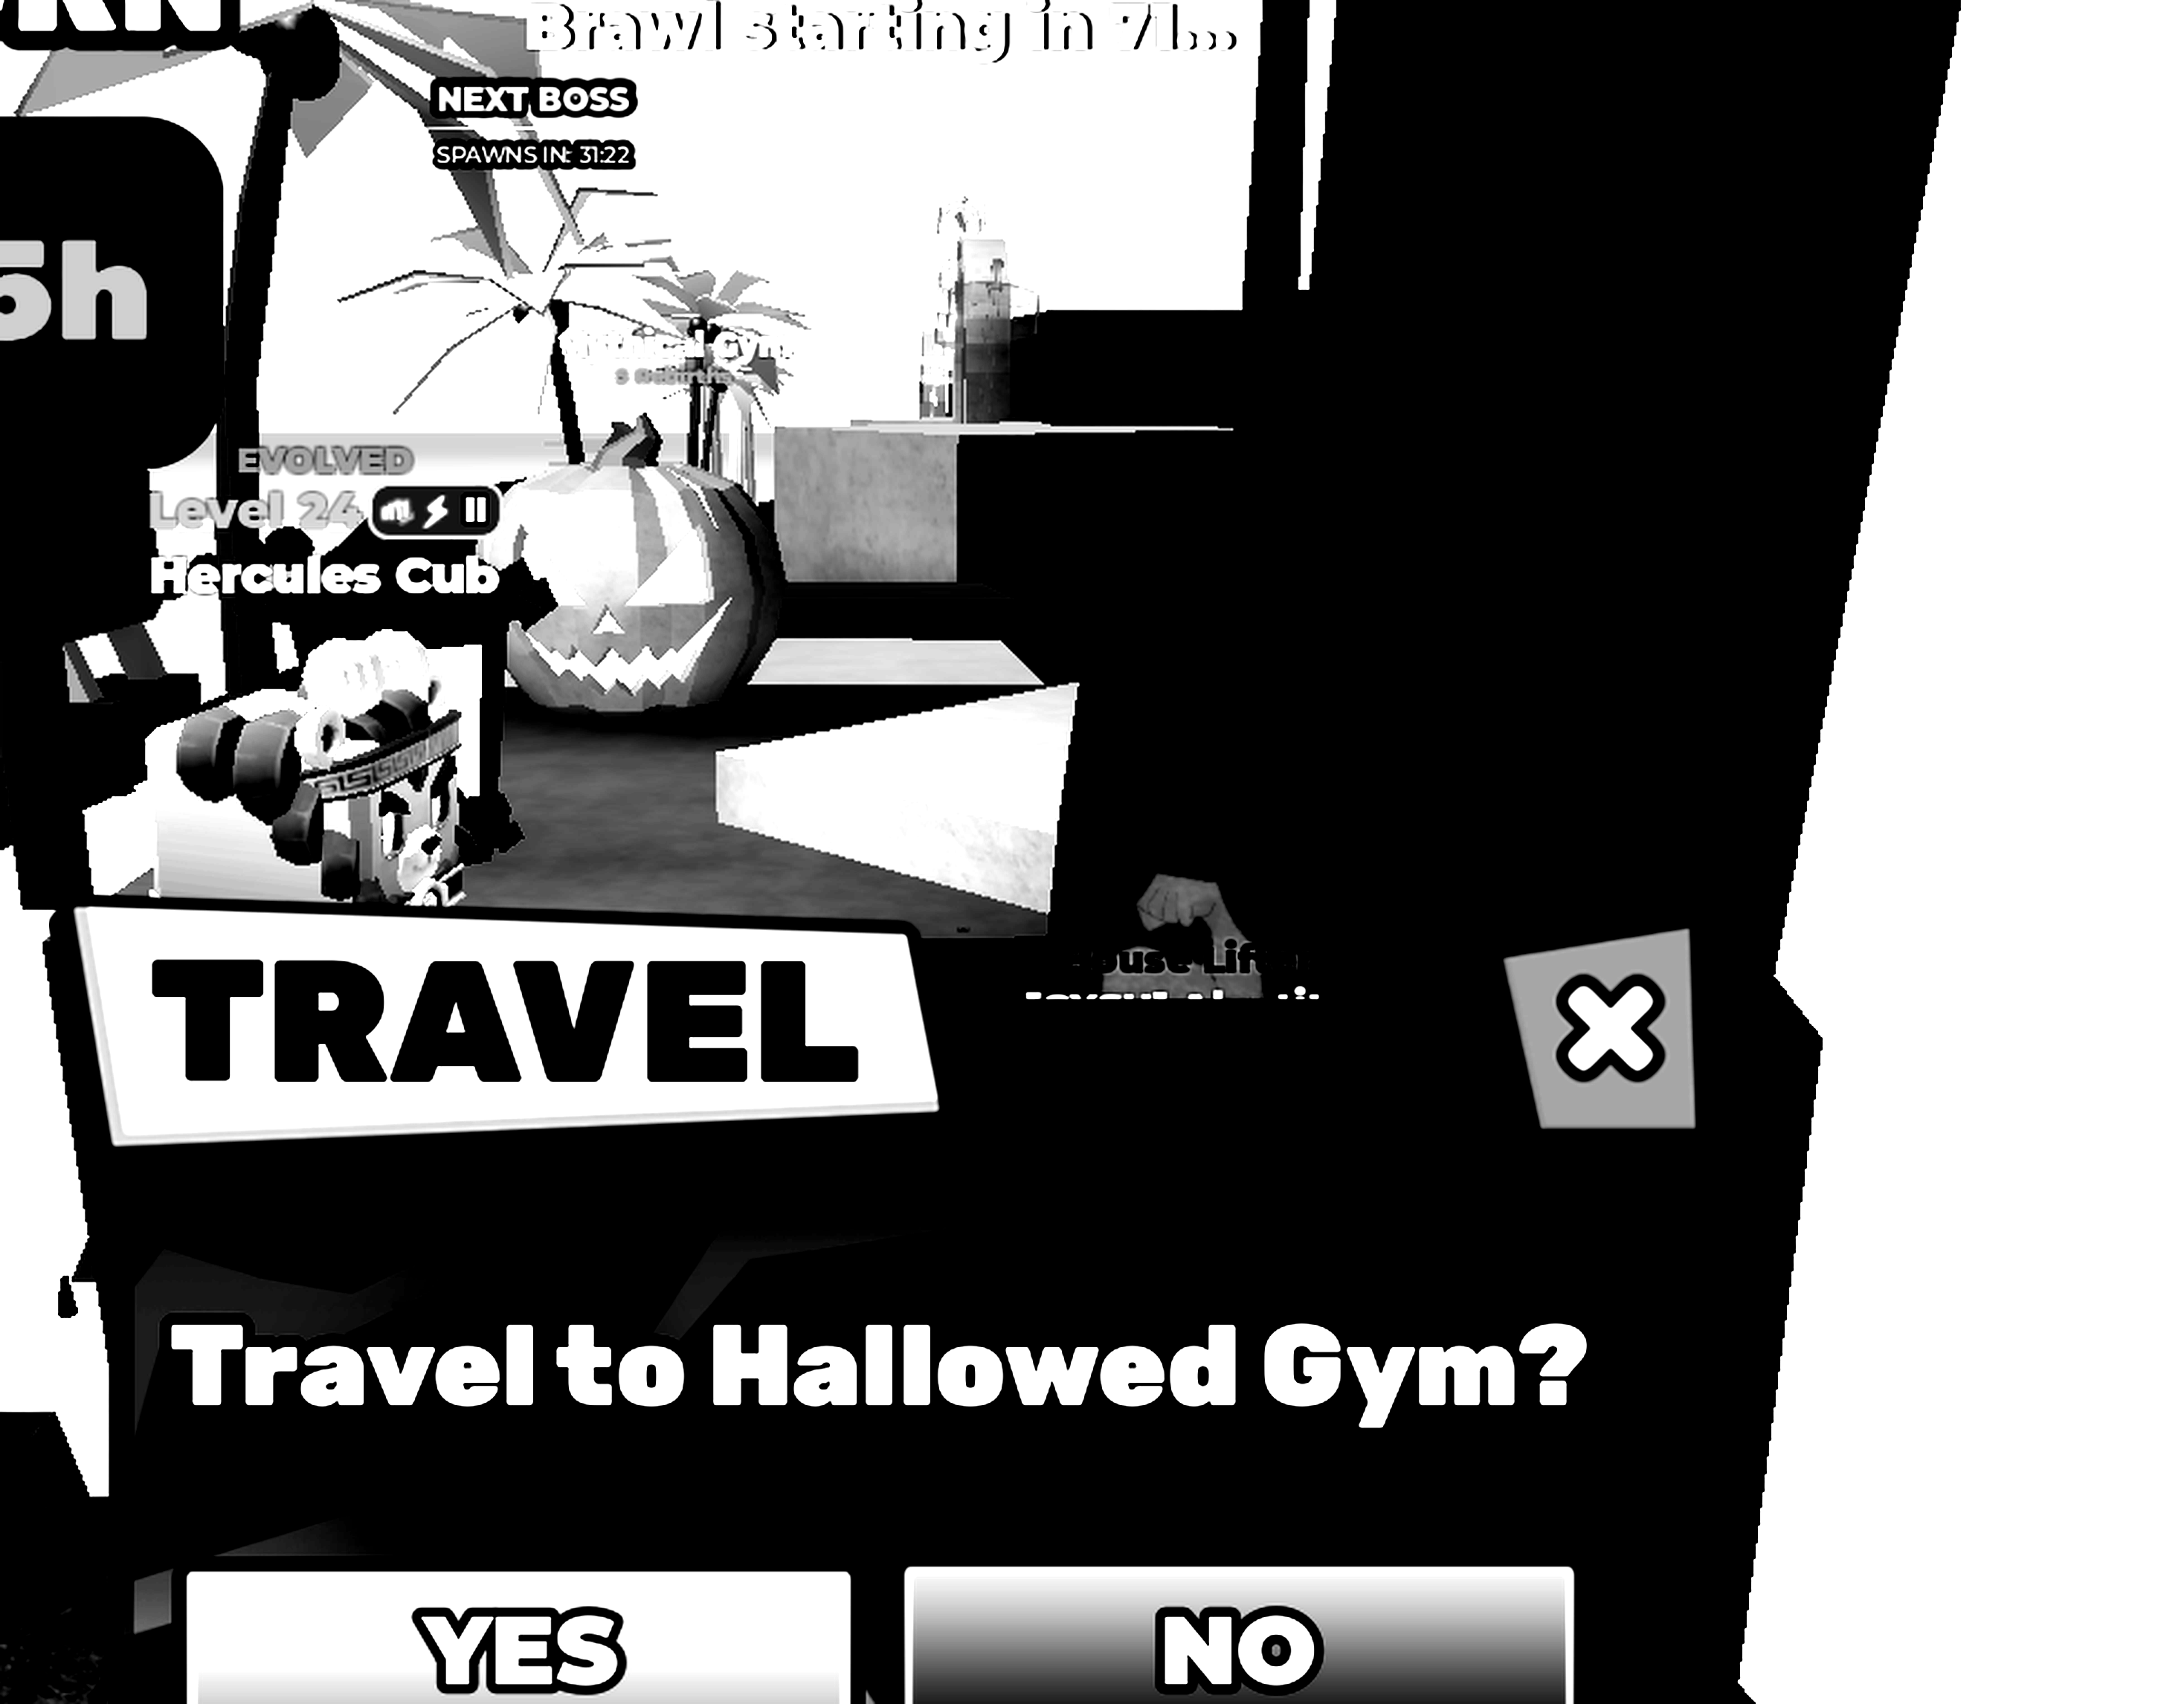 Brawl starting in 71...
NEXT BOSS
SPAWNS IN: 31:22
5h
EVOLVED
Level 24
Hercules Cub
TRAVEL
Travel to Hallowed Gym?
YES
NO